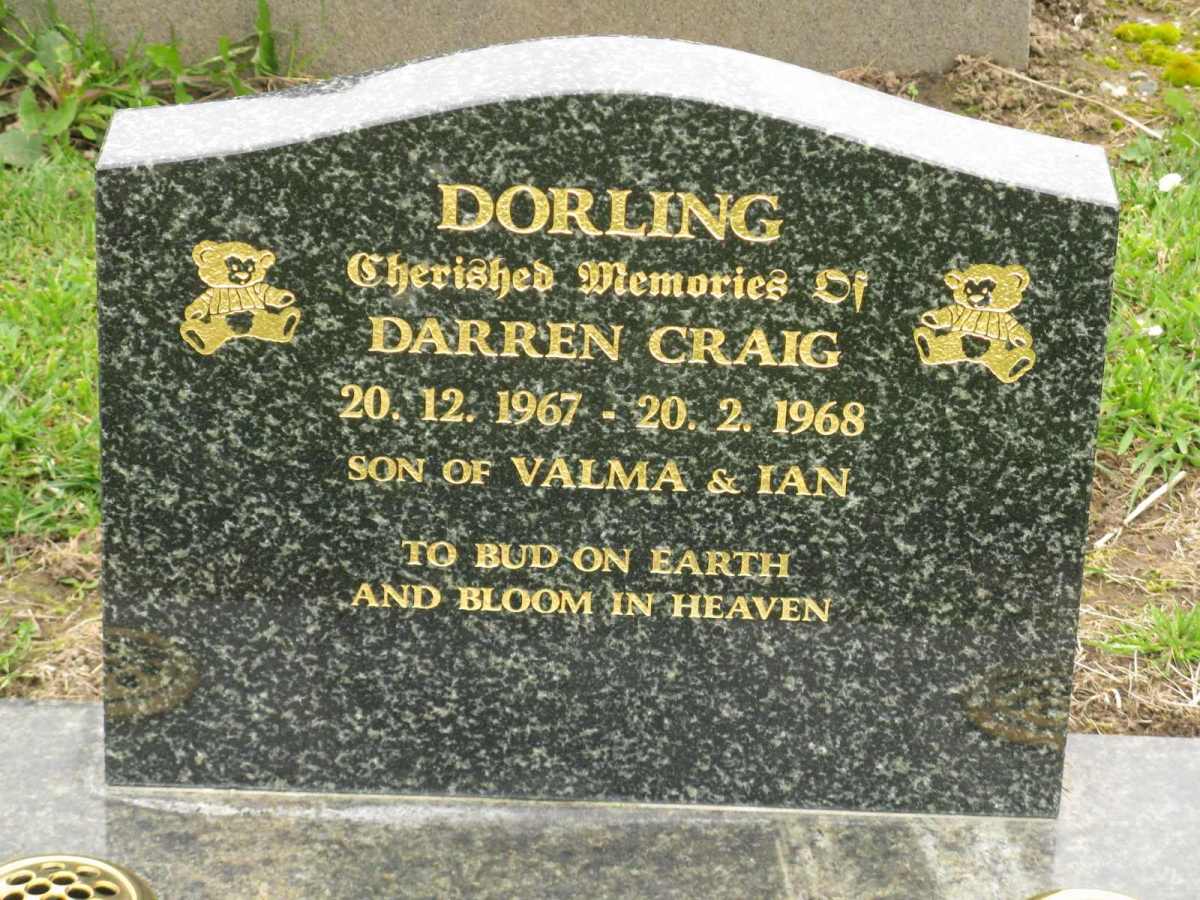 DORLING
Cherished Memories Of
DARREN CRAIG
20. 12. 1967 - 20. 2. 1968
SON OF VALMA & IAN
TO BUD ON EARTH
AND BLOOM IN HEAVEN